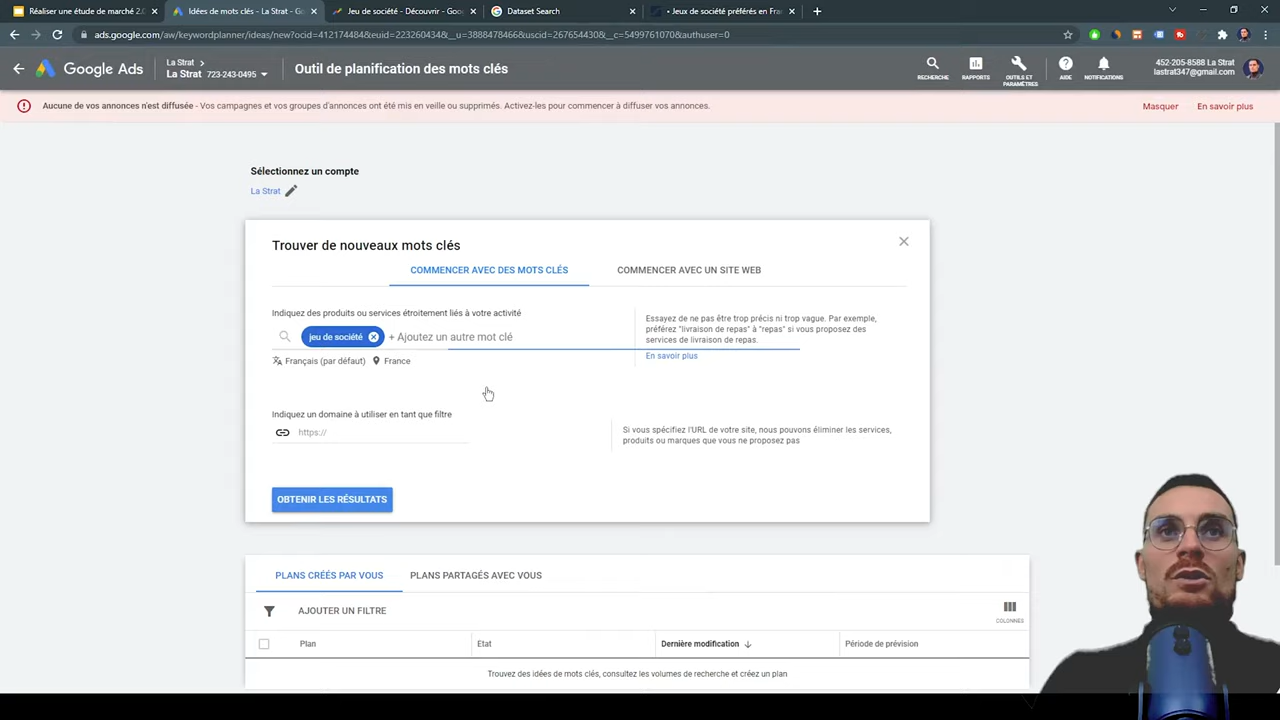 Réaliser une étude de marché 2.0
Idées de mots clés - La Strat - Go
Jeu de société - Découvrir - Goo
Dataset Search
• Jeux de société préférés en Fra
ads.google.com/aw/keywordplanner/ideas/new?ocid=412174484&euid=223260434&__u=3888478466&uscid=267654430&__c=5499761070&authuser=0
Google Ads
La Strat
La Strat 723-243-0495
Outil de planification des mots clés
RECHERCHE
RAPPORTS
OUTILS ET
PARAMÈTRES
AIDE
NOTIFICATIONS
452-205-8588 La Strat
lastrat347@gmail.com
Aucune de vos annonces n'est diffusée - Vos campagnes et vos groupes d'annonces ont été mis en veille ou supprimés. Activez-les pour commencer à diffuser vos annonces.
Masquer
En savoir plus
Sélectionnez un compte
La Strat
Trouver de nouveaux mots clés
COMMENCER AVEC DES MOTS CLÉS
COMMENCER AVEC UN SITE WEB
Indiquez des produits ou services étroitement liés à votre activité
jeu de société
+ Ajoutez un autre mot clé
Français (par défaut)
France
Essayez de ne pas être trop précis ni trop vague. Par exemple,
préférez "livraison de repas" à "repas" si vous proposez des
services de livraison de repas.
En savoir plus
Indiquez un domaine à utiliser en tant que filtre
https://
Si vous spécifiez l'URL de votre site, nous pouvons éliminer les services,
produits ou marques que vous ne proposez pas
OBTENIR LES RÉSULTATS
PLANS CRÉÉS PAR VOUS
PLANS PARTAGÉS AVEC VOUS
AJOUTER UN FILTRE
COLONNES
Plan
État
Dernière modification
Période de prévision
Trouvez des idées de mots clés, consultez les volumes de recherche et créez un plan